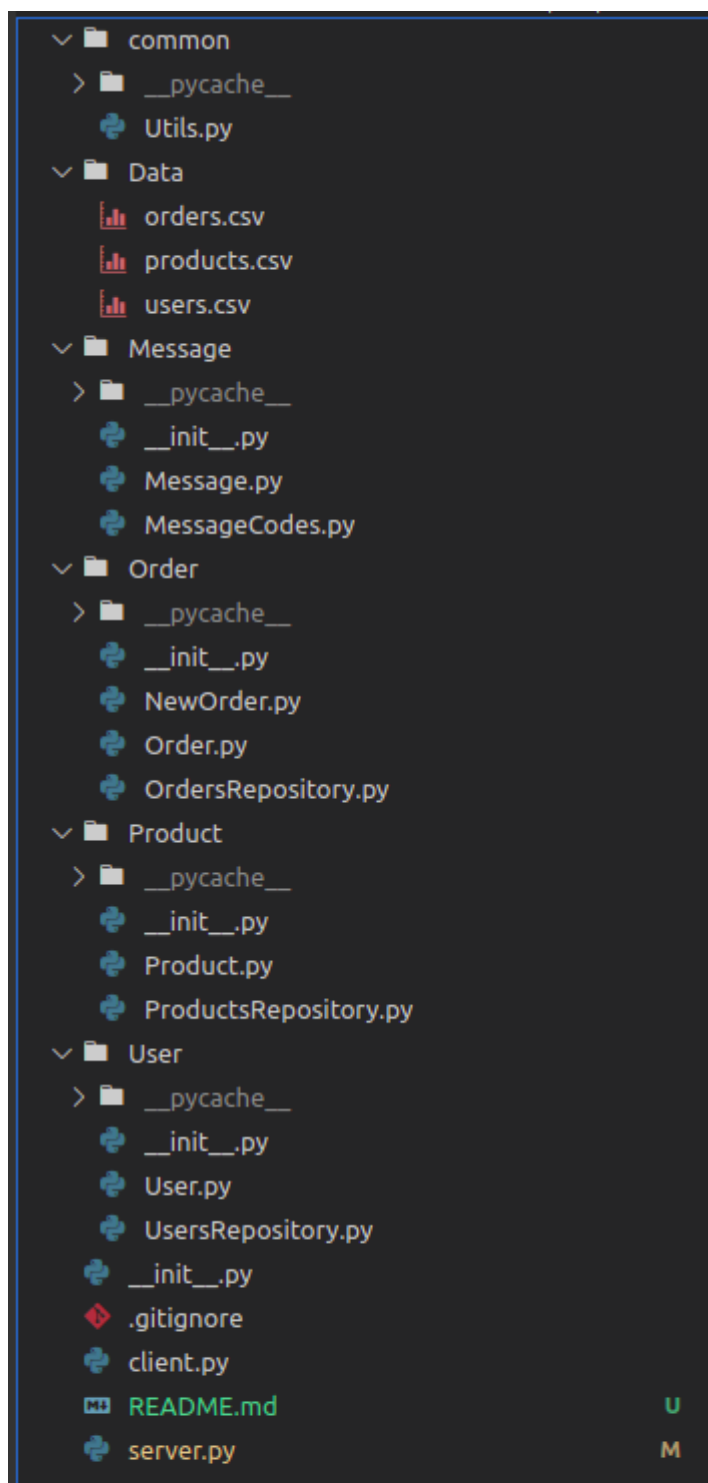 common
__pycache__
Utils.py
Data
orders.csv
products.csv
users.csv
Message
__pycache__
__init__.py
Message.py
MessageCodes.py
Order
__pycache__
__init__.py
NewOrder.py
Order.py
OrdersRepository.py
Product
__pycache__
__init__.py
Product.py
ProductsRepository.py
User
__pycache__
__init__.py
User.py
UsersRepository.py
__init__.py
.gitignore
client.py
README.md U
server.py M